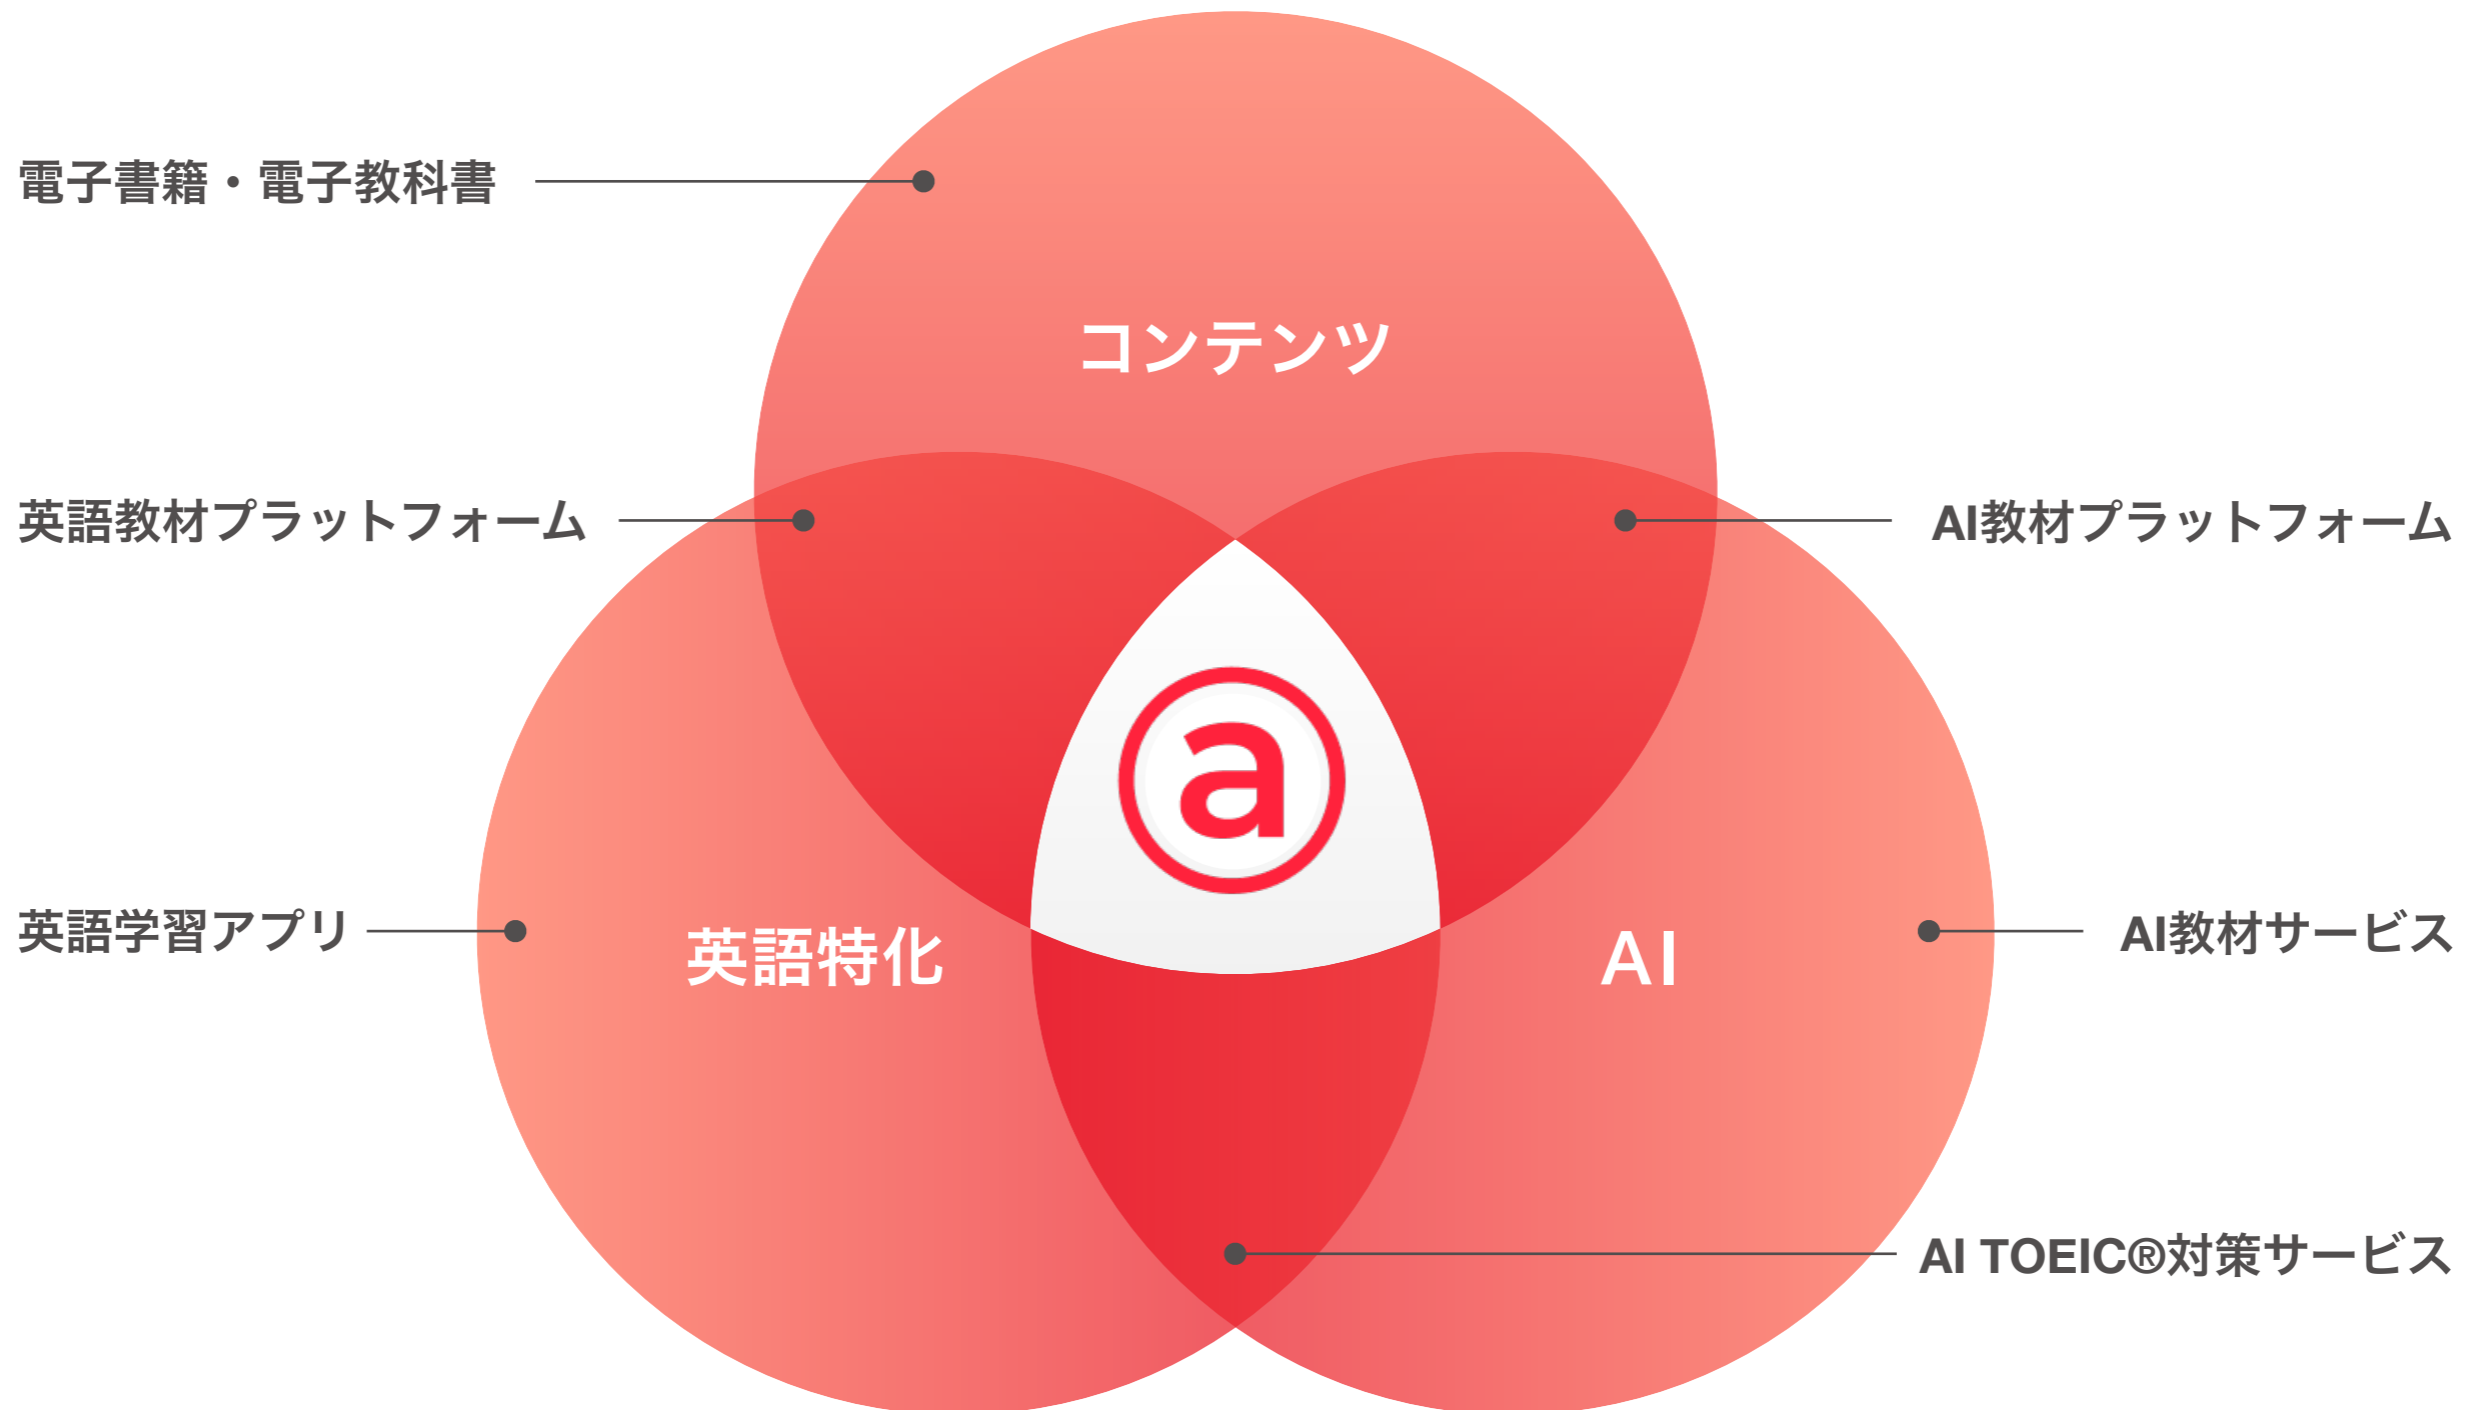 電子書籍・電子教科書
コンテンツ
英語教材プラットフォーム
AI教材プラットフォーム
a
英語学習アプリ
英語特化
AI
AI教材サービス
AI TOEIC®対策サービス